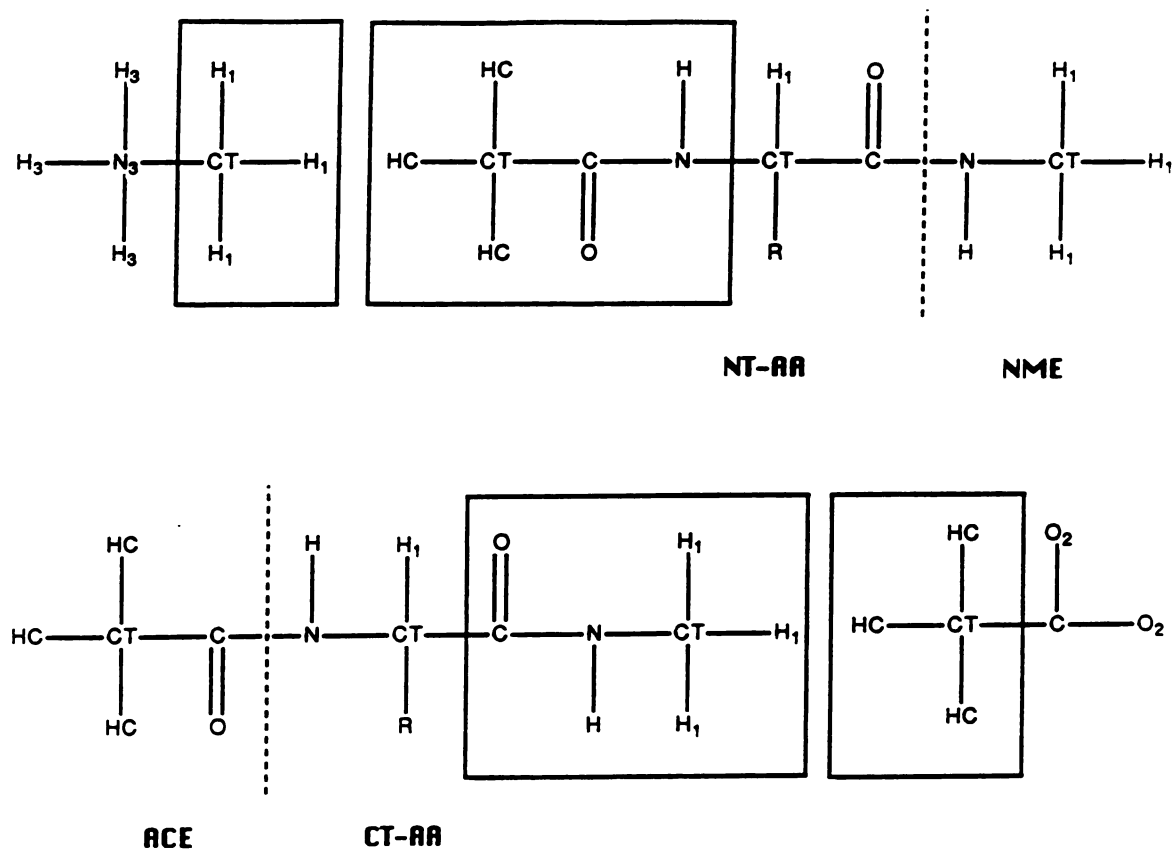 H₃ H₁ HC H H₁ O H₁
H₃ N₃ CT H₁ HC CT C N CT C N CT H₁
H₃ H₁ HC O R H H₁
NT-AA NME
HC H H₁ O H₁ HC O₂
HC CT C N CT C N CT H₁ HC CT C O₂
HC O R H H₁ HC
ACE CT-AA